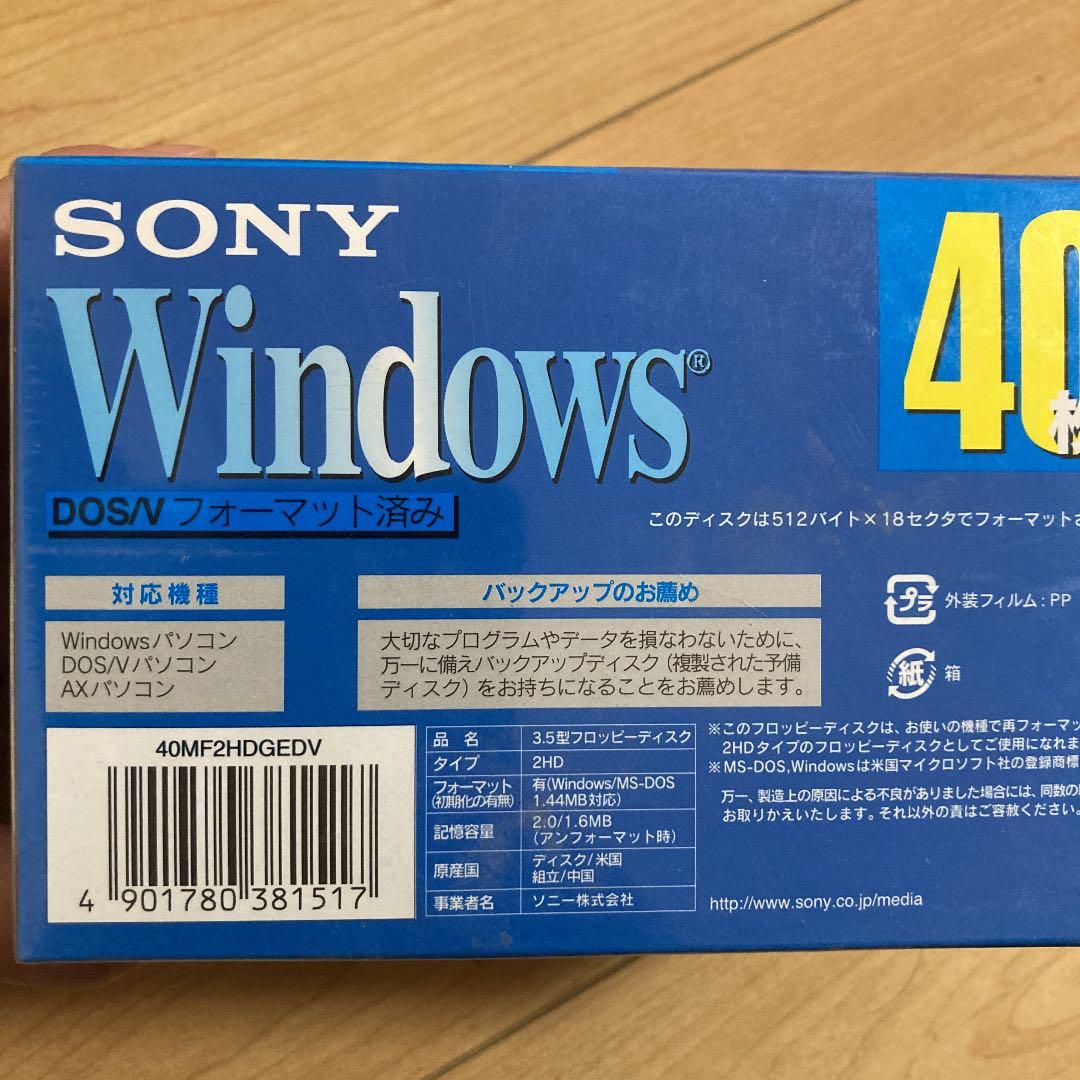 SONY
Windows®
40
枚
DOS/V フォーマット済み
このディスクは512バイト×18セクタでフォーマットさ
対応機種
Windowsパソコン
DOS/Vパソコン
AXパソコン
バックアップのお薦め
大切なプログラムやデータを損なわないために、
万一に備えバックアップディスク(複製された予備
ディスク)をお持ちになることをお薦めします。
プラ 外装フィルム:PP
紙 箱
40MF2HDGEDV
4 901780 381517
品 名 3.5型フロッピーディスク
タイプ 2HD
フォーマット(初期化の有無) 有(Windows/MS-DOS
1.44MB対応)
記憶容量 2.0/1.6MB
(アンフォーマット時)
原産国 ディスク/米国
組立/中国
事業者名 ソニー株式会社
※このフロッピーディスクは、お使いの機種で再フォーマッ
2HDタイプのフロッピーディスクとしてご使用になれま
※MS-DOS,Windowsは米国マイクロソフト社の登録商標
万一、製造上の原因による不良がありました場合には、同数の
お取りかえいたします。それ以外の責はご容赦ください。
http://www.sony.co.jp/media